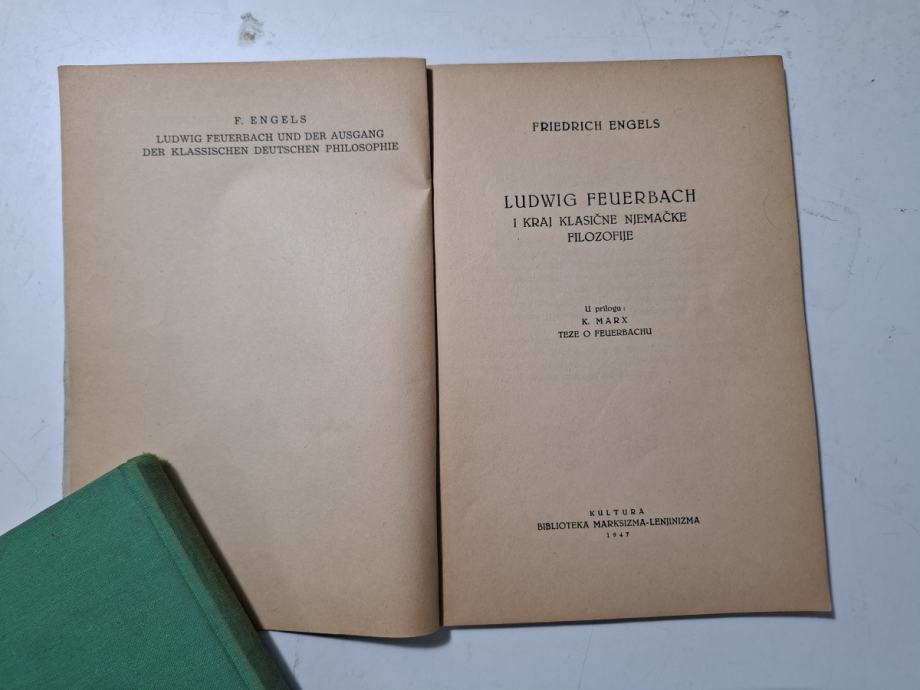 F. ENGELS
LUDWIG FEUERBACH UND DER AUSGANG
DER KLASSISCHEN DEUTSCHEN PHILOSOPHIE
FRIEDRICH ENGELS
LUDWIG FEUERBACH
I KRAJ KLASIČNE NJEMAČKE
FILOZOFIJE
U prilogu:
K. MARX
TEZE O FEUERBACHU
KULTURA
BIBLIOTEKA MARKSIZMA-LENJINIZMA
1947